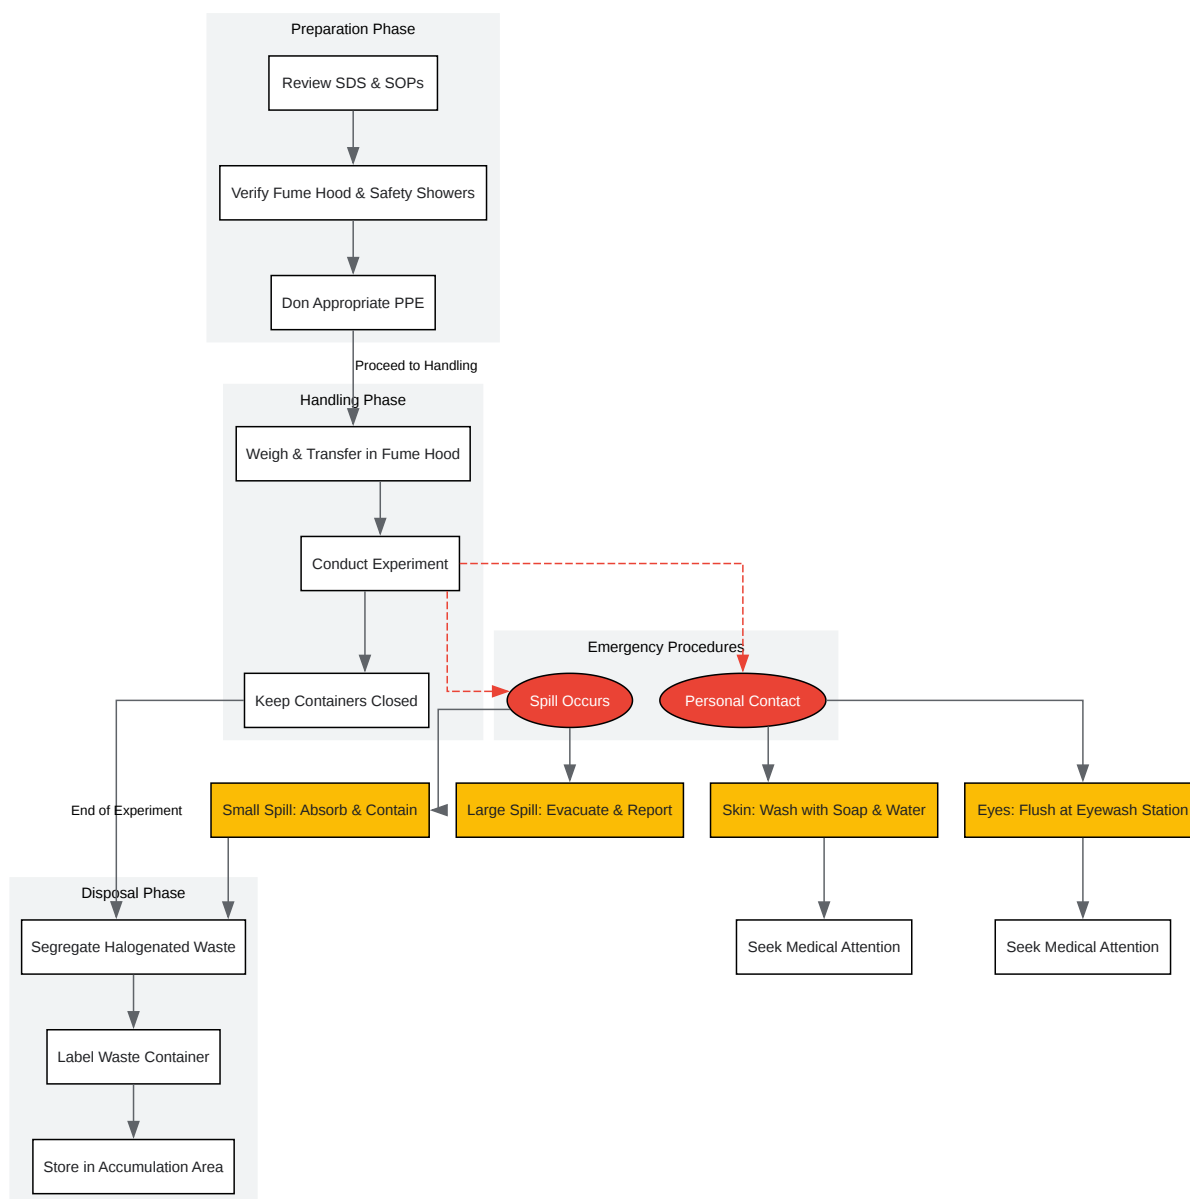 Preparation Phase
Review SDS & SOPs
Verify Fume Hood & Safety Showers
Don Appropriate PPE
Proceed to Handling
Handling Phase
Weigh & Transfer in Fume Hood
Conduct Experiment
Emergency Procedures
Keep Containers Closed
Spill Occurs
Personal Contact
End of Experiment
Small Spill: Absorb & Contain
Large Spill: Evacuate & Report
Skin: Wash with Soap & Water
Eyes: Flush at Eyewash Station
Disposal Phase
Segregate Halogenated Waste
Seek Medical Attention
Seek Medical Attention
Label Waste Container
Store in Accumulation Area